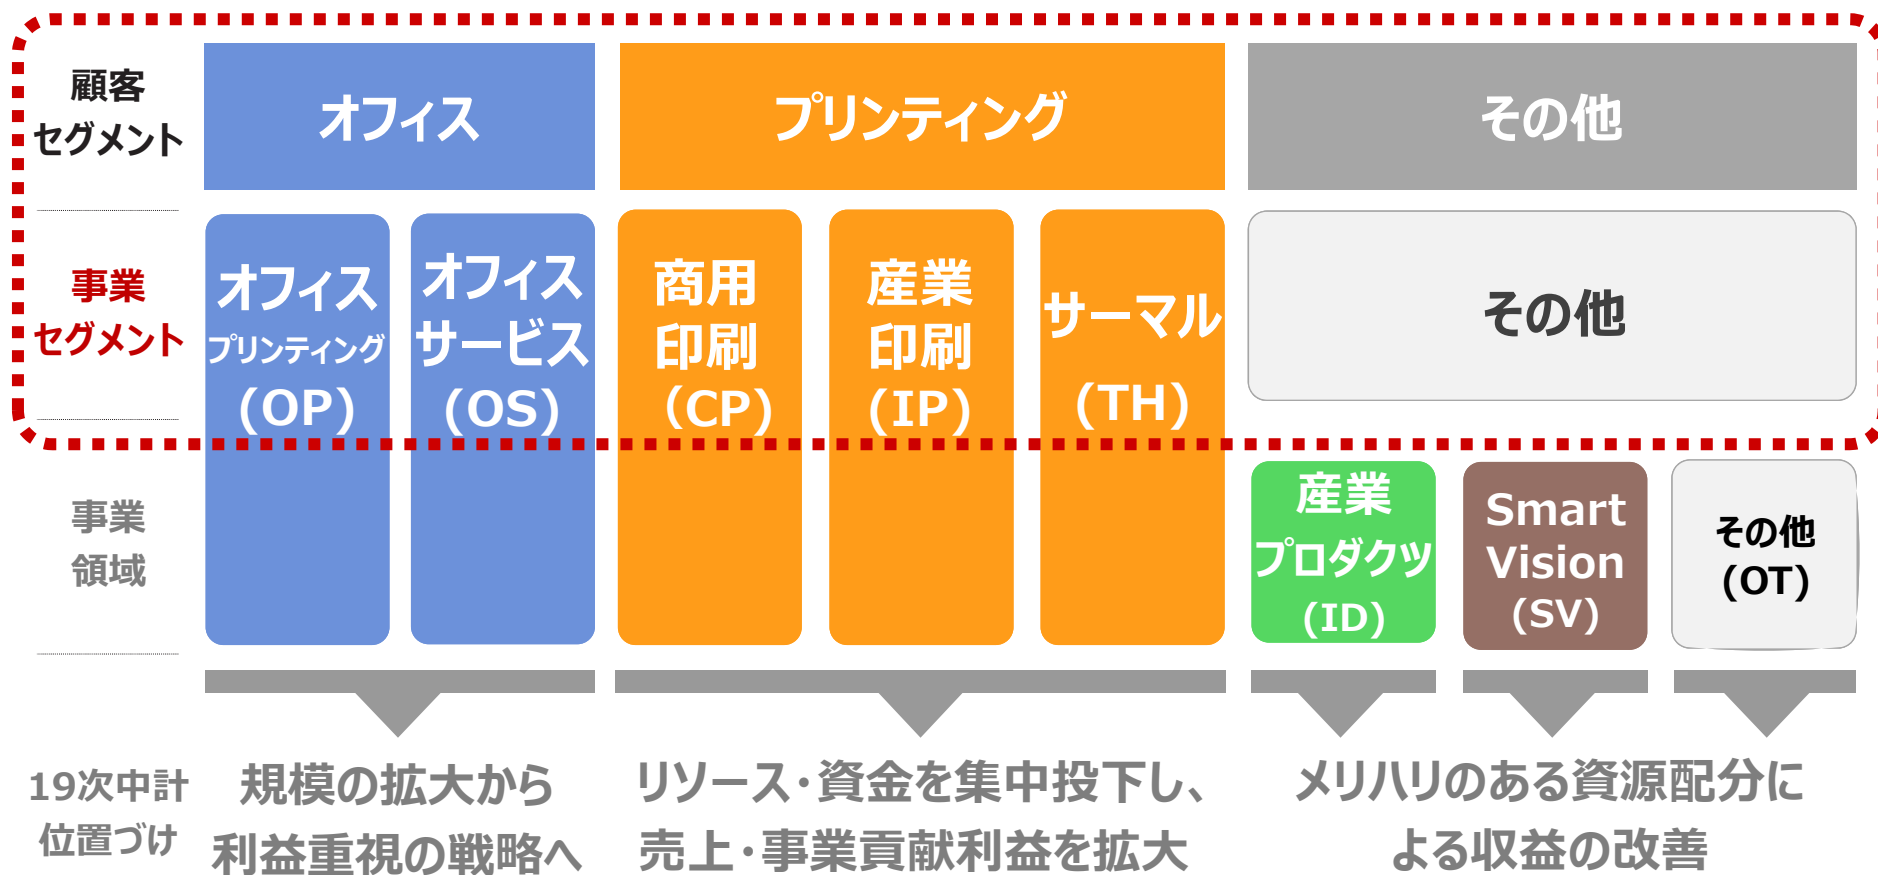 顧客
セグメント
オフィス
プリンティング
その他
事業
セグメント
オフィス
プリンティング
(OP)
オフィス
サービス
(OS)
商用
印刷
(CP)
産業
印刷
(IP)
サーマル
(TH)
その他
事業
領域
産業
プロダクツ
(ID)
Smart
Vision
(SV)
その他
(OT)
19次中計
位置づけ
規模の拡大から
利益重視の戦略へ
リソース・資金を集中投下し、
売上・事業貢献利益を拡大
メリハリのある資源配分に
よる収益の改善